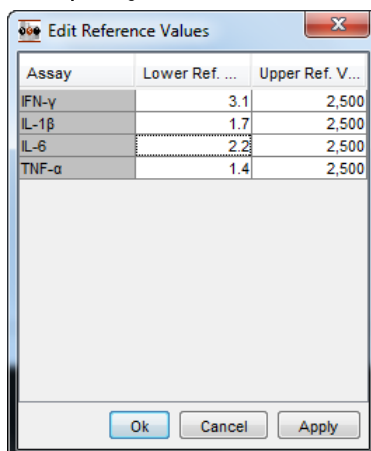 Edit Reference Values
Assay Lower Ref. ... Upper Ref. V...
IFN-γ 3.1 2,500
IL-1β 1.7 2,500
IL-6 2.2 2,500
TNF-α 1.4 2,500
Ok Cancel Apply